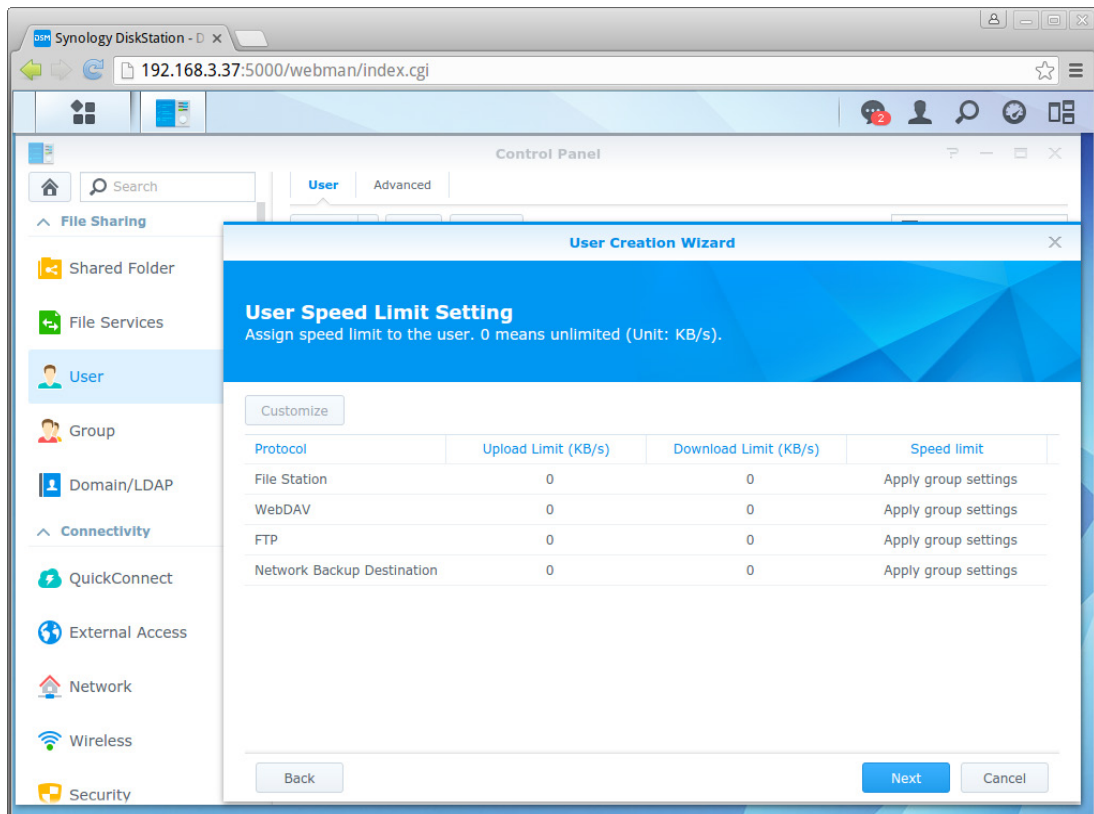 DSM Synology DiskStation - D
192.168.3.37:5000/webman/index.cgi
2
Control Panel
Search
User Advanced
File Sharing
Shared Folder
File Services
User
Group
Domain/LDAP
Connectivity
QuickConnect
External Access
Network
Wireless
Security
User Creation Wizard
User Speed Limit Setting
Assign speed limit to the user. 0 means unlimited (Unit: KB/s).
Customize
Protocol Upload Limit (KB/s) Download Limit (KB/s) Speed limit
File Station 0 0 Apply group settings
WebDAV 0 0 Apply group settings
FTP 0 0 Apply group settings
Network Backup Destination 0 0 Apply group settings
Back Next Cancel